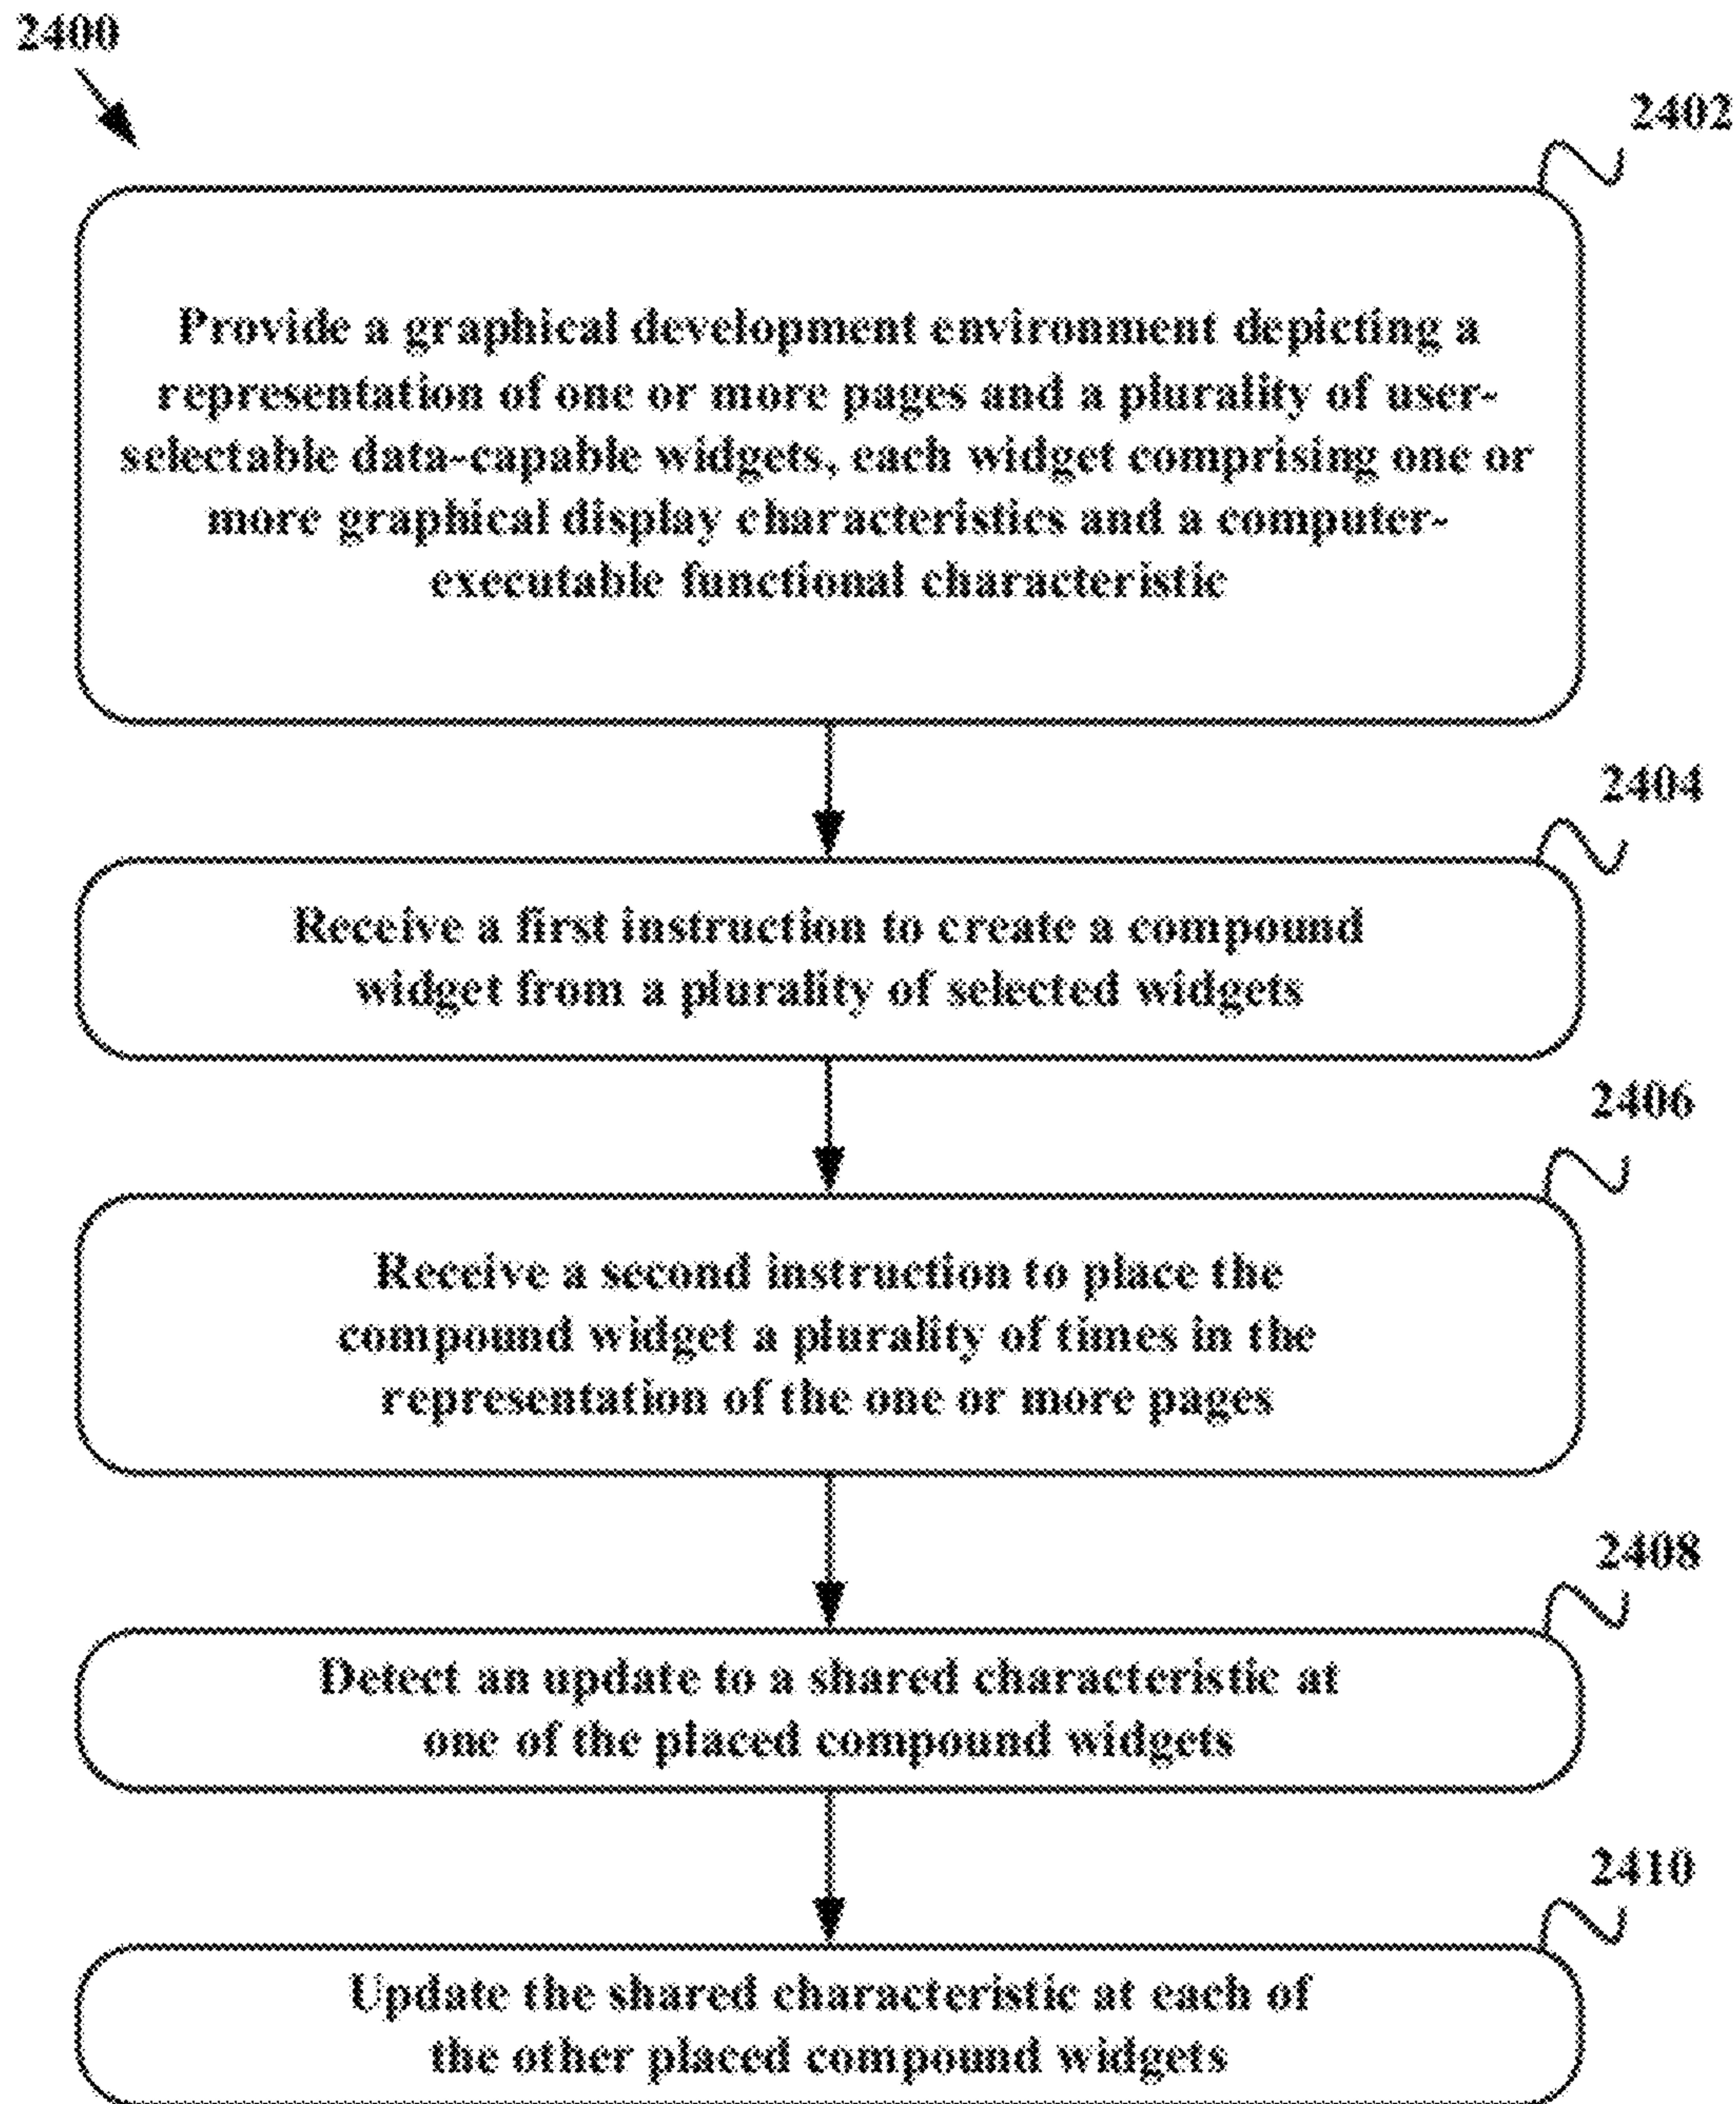 2400
2402
Provide a graphical development environment depicting a
representation of one or more pages and a plurality of user-
selectable data-capable widgets, each widget comprising one or
more graphical display characteristics and a computer-
executable functional characteristic
2404
Receive a first instruction to create a compound
widget from a plurality of selected widgets
2406
Receive a second instruction to place the
compound widget a plurality of times in the
representation of the one or more pages
2408
Detect an update to a shared characteristic at
one of the placed compound widgets
2410
Update the shared characteristic at each of
the other placed compound widgets